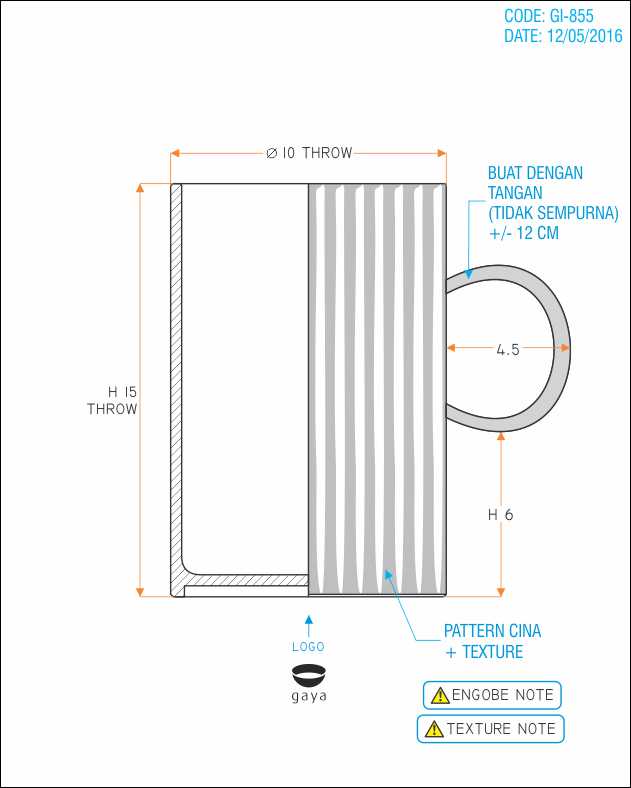 CODE: GI-855
DATE: 12/05/2016
Ø 10 THROW
BUAT DENGAN
TANGAN
(TIDAK SEMPURNA)
+/- 12 CM
4.5
H 15
THROW
H 6
PATTERN CINA
+ TEXTURE
LOGO
gaya
ENGOBE NOTE
TEXTURE NOTE